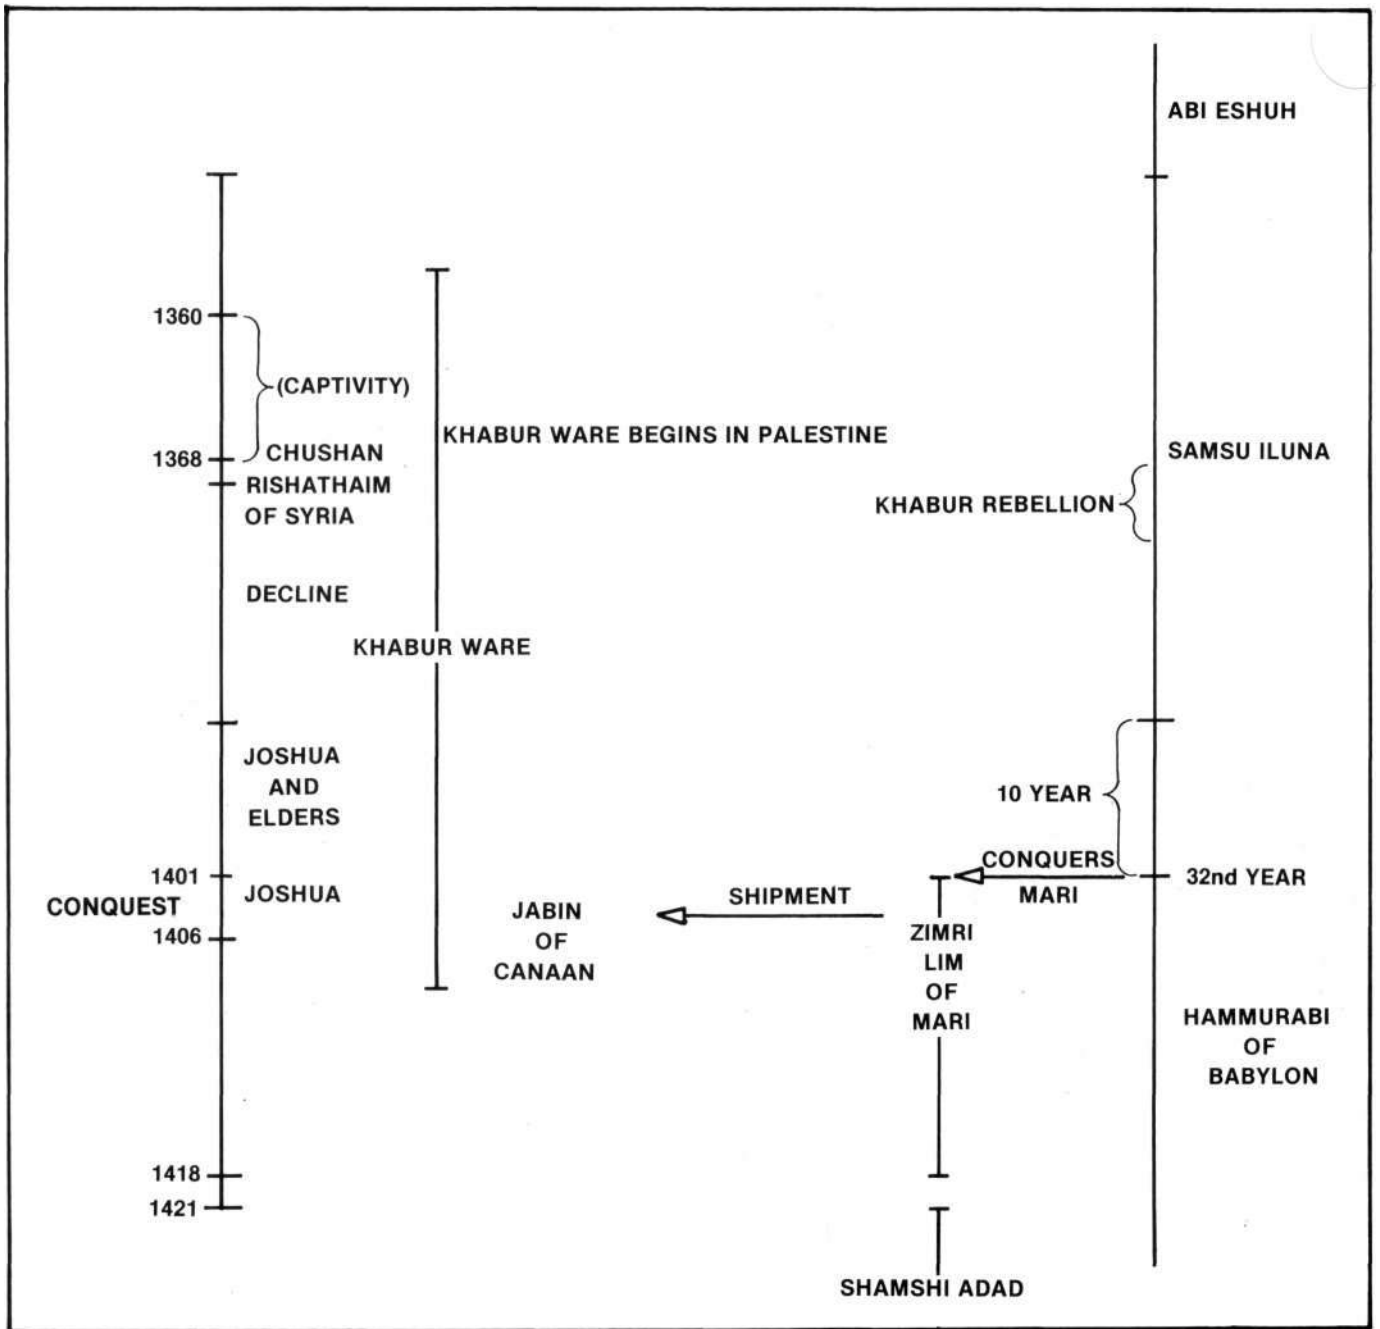 ABI ESHUH
1360
(CAPTIVITY)
KHABUR WARE BEGINS IN PALESTINE
1368
CHUSHAN
RISHATHAIM
OF SYRIA
SAMSU ILUNA
KHABUR REBELLION
DECLINE
KHABUR WARE
JOSHUA
AND
ELDERS
10 YEAR
1401
CONQUEST
1406
JOSHUA
JABIN
OF
CANAAN
SHIPMENT
CONQUERS
MARI
32nd YEAR
ZIMRI
LIM
OF
MARI
HAMMURABI
OF
BABYLON
1418
1421
SHAMSHI ADAD